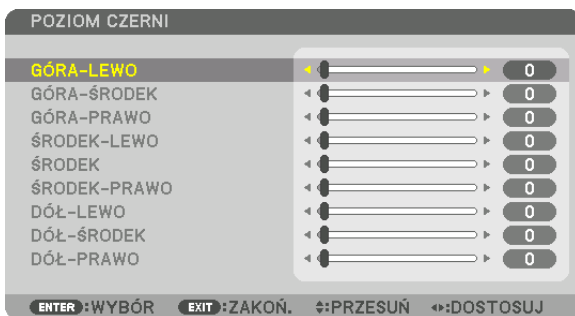 POZIOM CZERNI
GÓRA-LEWO 0
GÓRA-ŚRODEK 0
GÓRA-PRAWO 0
ŚRODEK-LEWO 0
ŚRODEK 0
ŚRODEK-PRAWO 0
DÓŁ-LEWO 0
DÓŁ-ŚRODEK 0
DÓŁ-PRAWO 0
ENTER:WYBÓR EXIT:ZAKOŃ. :PRZESUŃ :DOSTOSUJ